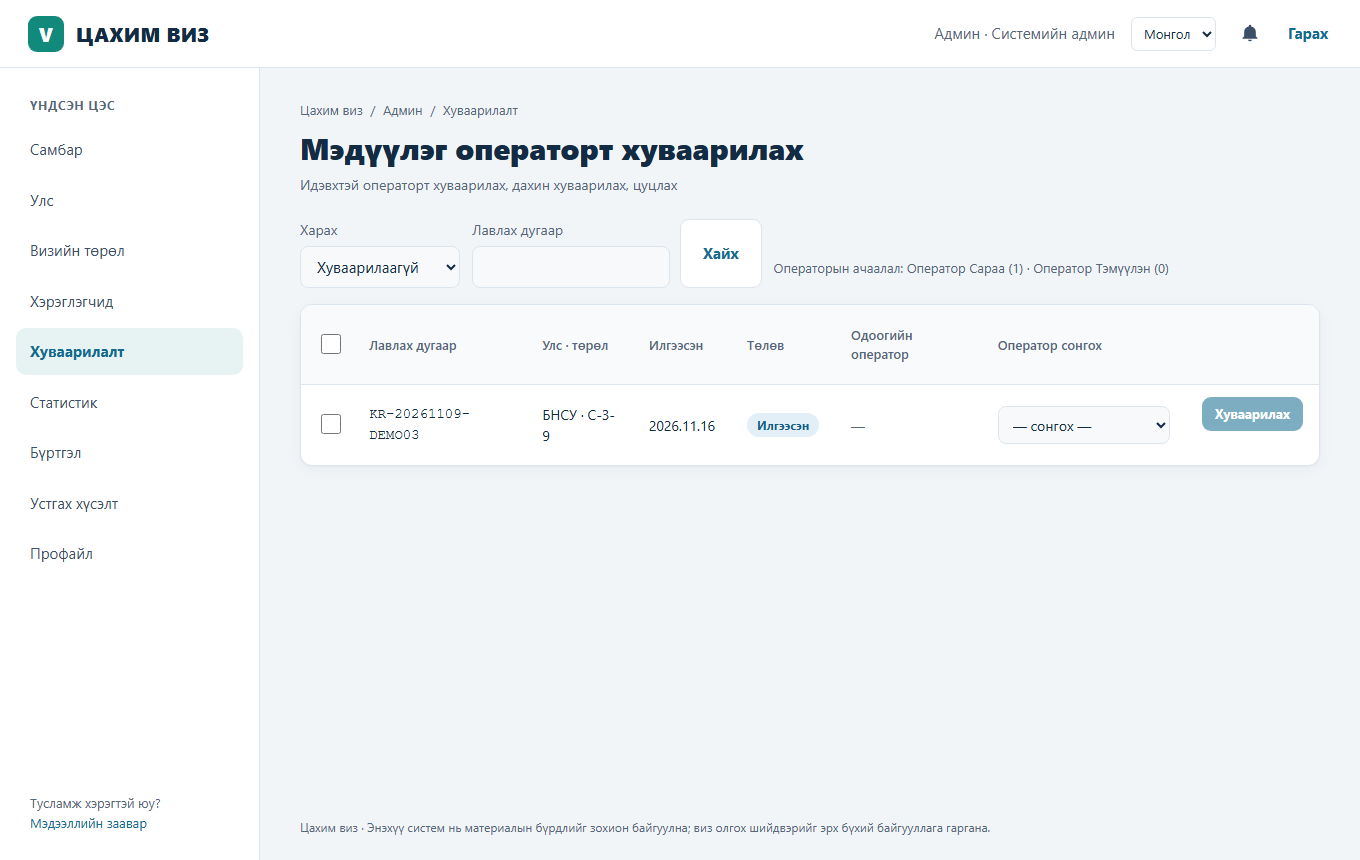 V ЦАХИМ ВИЗ
Админ · Системийн админ
Монгол
Гарах
ҮНДСЭН ЦЭС
Самбар
Улс
Визийн төрөл
Хэрэглэгчид
Хуваарилалт
Статистик
Бүртгэл
Устгах хүсэлт
Профайл
Тусламж хэрэгтэй юу?
Мэдээллийн заавар
Цахим виз / Админ / Хуваарилалт
Мэдүүлэг операторт хуваарилах
Идэвхтэй операторт хуваарилах, дахин хуваарилах, цуцлах
Харах
Лавлах дугаар
Хуваарилаагүй
Хайх
Операторын ачаалал: Оператор Сараа (1) · Оператор Тэмүүлэн (0)
Лавлах дугаар
Улс · төрөл
Илгээсэн
Төлөв
Одоогийн
оператор
Оператор сонгох
KR-20261109-
DEMO03
БНСУ · C-3-
9
2026.11.16
Илгээсэн
—
— сонгох —
Хуваарилах
Цахим виз · Энэхүү систем нь материалын бүрдлийг зохион байгуулна; виз олгох шийдвэрийг эрх бүхий байгууллага гаргана.